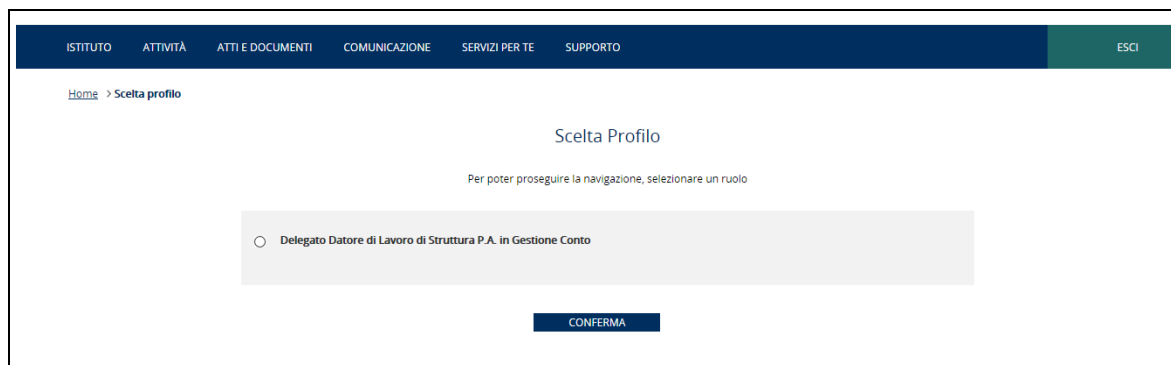 ISTITUTO ATTIVITÀ ATTI E DOCUMENTI COMUNICAZIONE SERVIZI PER TE SUPPORTO ESCI
Home > Scelta profilo
Scelta Profilo
Per poter proseguire la navigazione, selezionare un ruolo
Delegato Datore di Lavoro di Struttura P.A. in Gestione Conto
CONFERMA